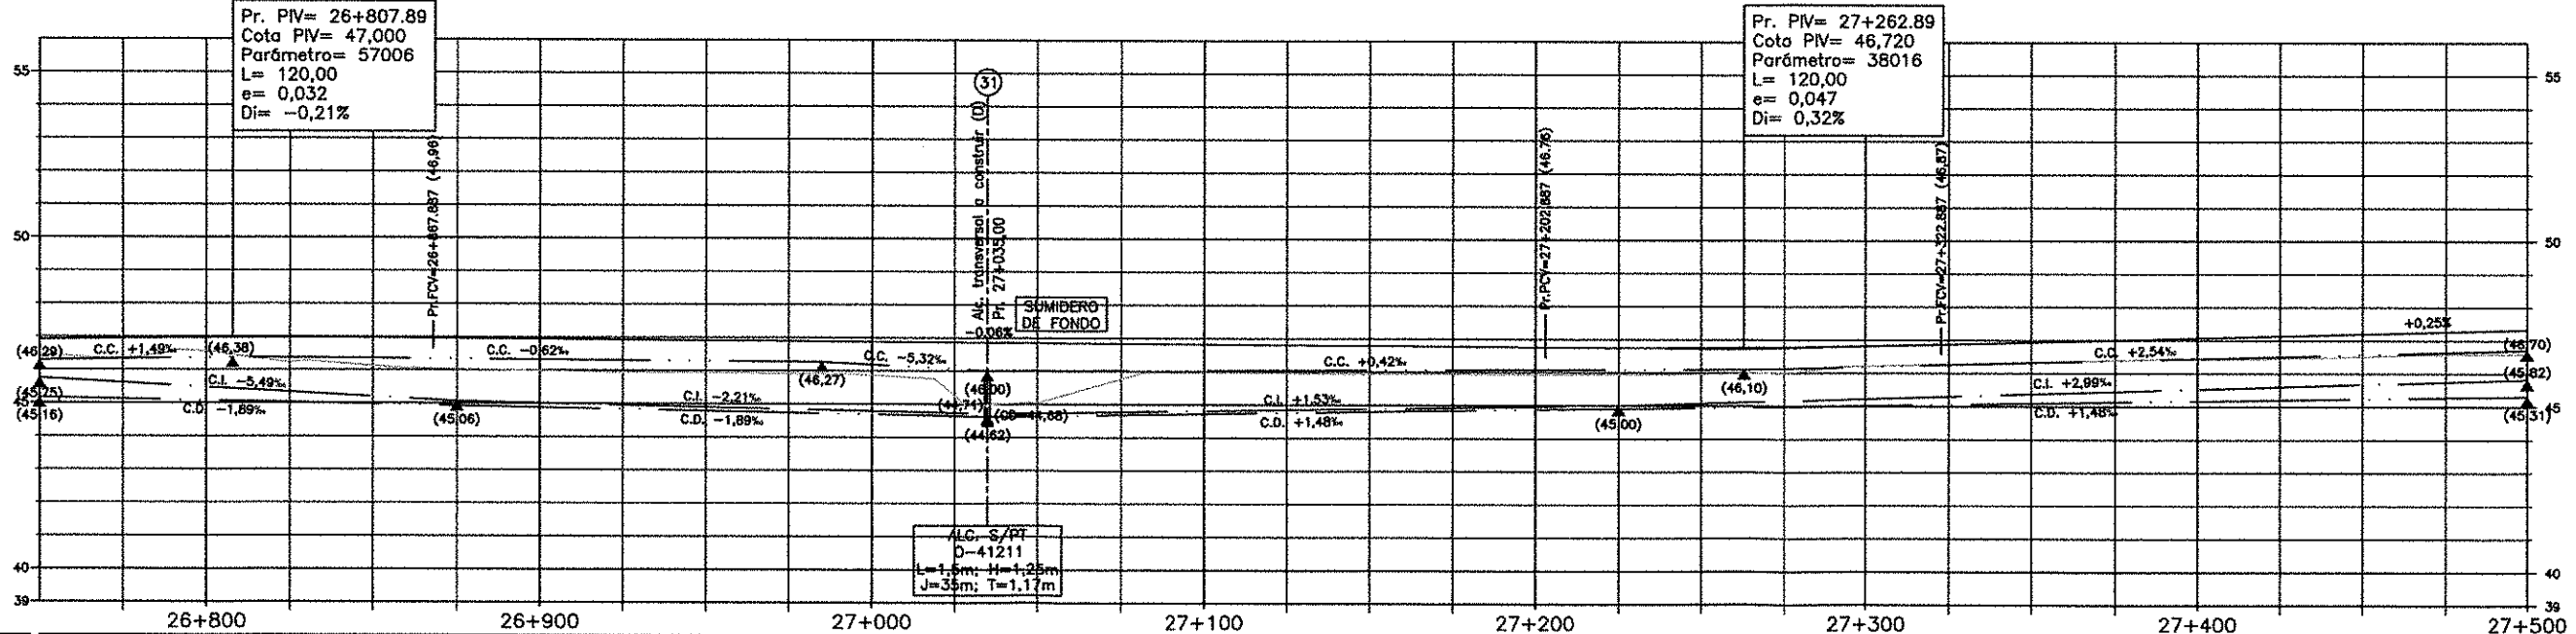 Pr. PIV= 26+807.89
Cota PIV= 47,000
Parámetro= 57006
L= 120,00
e= 0,032
Di= -0,21%
Pr. PIV= 27+262.89
Cota PIV= 46,720
Parámetro= 38016
L= 120,00
e= 0,047
Di= 0,32%
55
55
50
50
45
40
40
39
39
Pr.FCV=26+867.887 (46,96)
31
Alc. transversal a construir (D)
Pr. 27+035,00
SUMIDERO
DE FONDO
-0.06%
Pr.PCV=27+202.887 (46.76)
Pr.FCV=27+322.887 (46.87)
+0,25%
(46,29)
C.C. +1,49‰
(46,38)
C.C. -0,62‰
(46,27)
C.C. -5,32‰
(46,00)
C.C. +0,42‰
(46,10)
C.C. +2,54‰
(46,70)
C.I. -5,49‰
C.I. -2,21‰
(44,71)
C.I. +1,53‰
C.I. +2,99‰
(45,82)
(45,16)
C.D. -1,89‰
(45,06)
C.D. -1,89‰
(44,62)
C.D. +1,48‰
(45,00)
C.D. +1,48‰
(45,31)
ALC. S/PT
O-41211
L=1,5m; H=1,25m
J=35m; T=1,17m
26+800
26+900
27+000
27+100
27+200
27+300
27+400
27+500